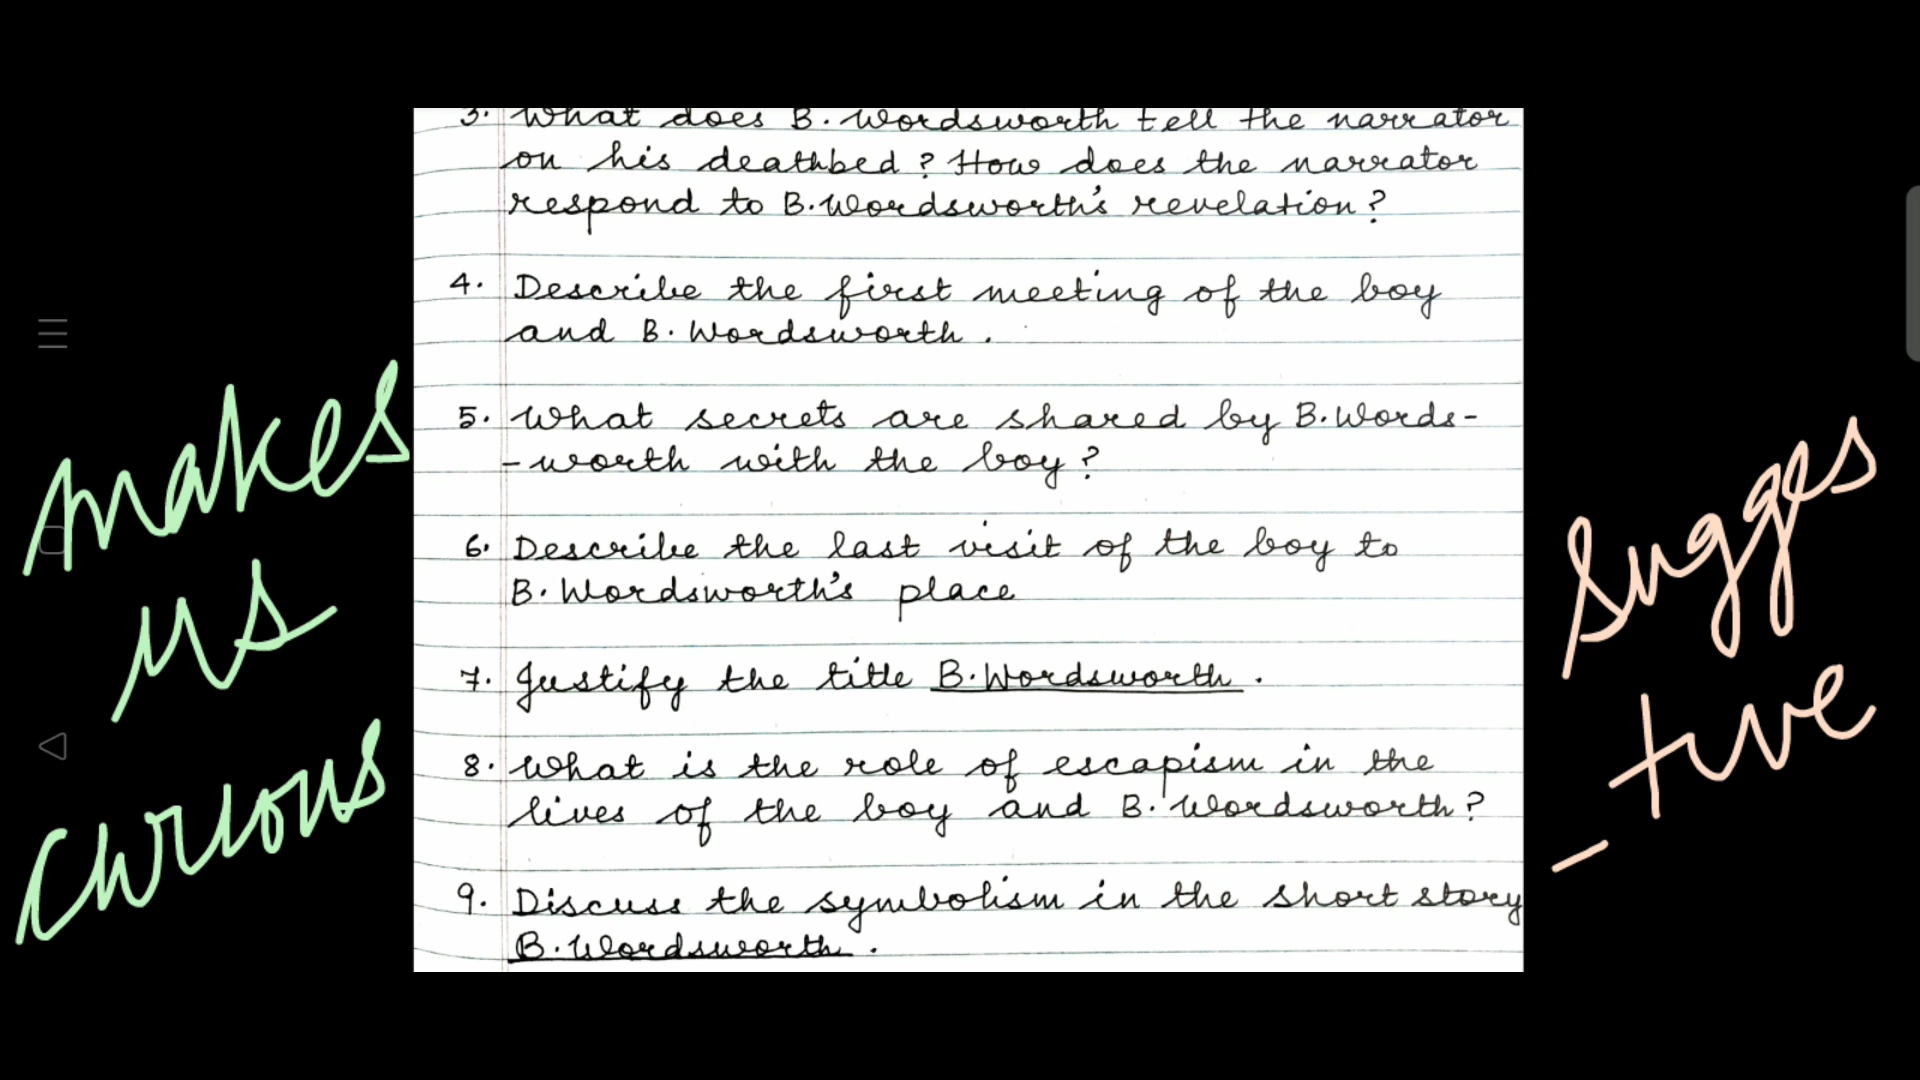 3. What does B. Wordsworth tell the narrator
on his deathbed? How does the narrator
respond to B. Wordsworth's revelation?
4. Describe the first meeting of the boy
and B. Wordsworth.
5. What secrets are shared by B. Words-
-worth with the boy?
6. Describe the last visit of the boy to
B. Wordsworth's place
7. Justify the title B. Wordsworth.
8. What is the role of escapism in the
lives of the boy and B. Wordsworth?
9. Discuss the symbolism in the short story
B. Wordsworth.
makes
us
curious
Sugges
-tive